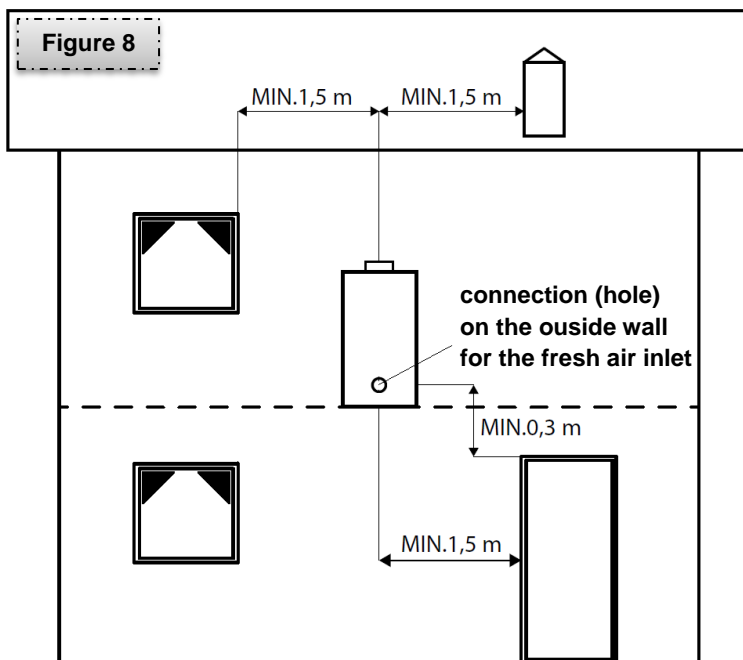 Figure 8
MIN.1,5 m
MIN.1,5 m
connection (hole)
on the ouside wall
for the fresh air inlet
MIN.0,3 m
MIN.1,5 m